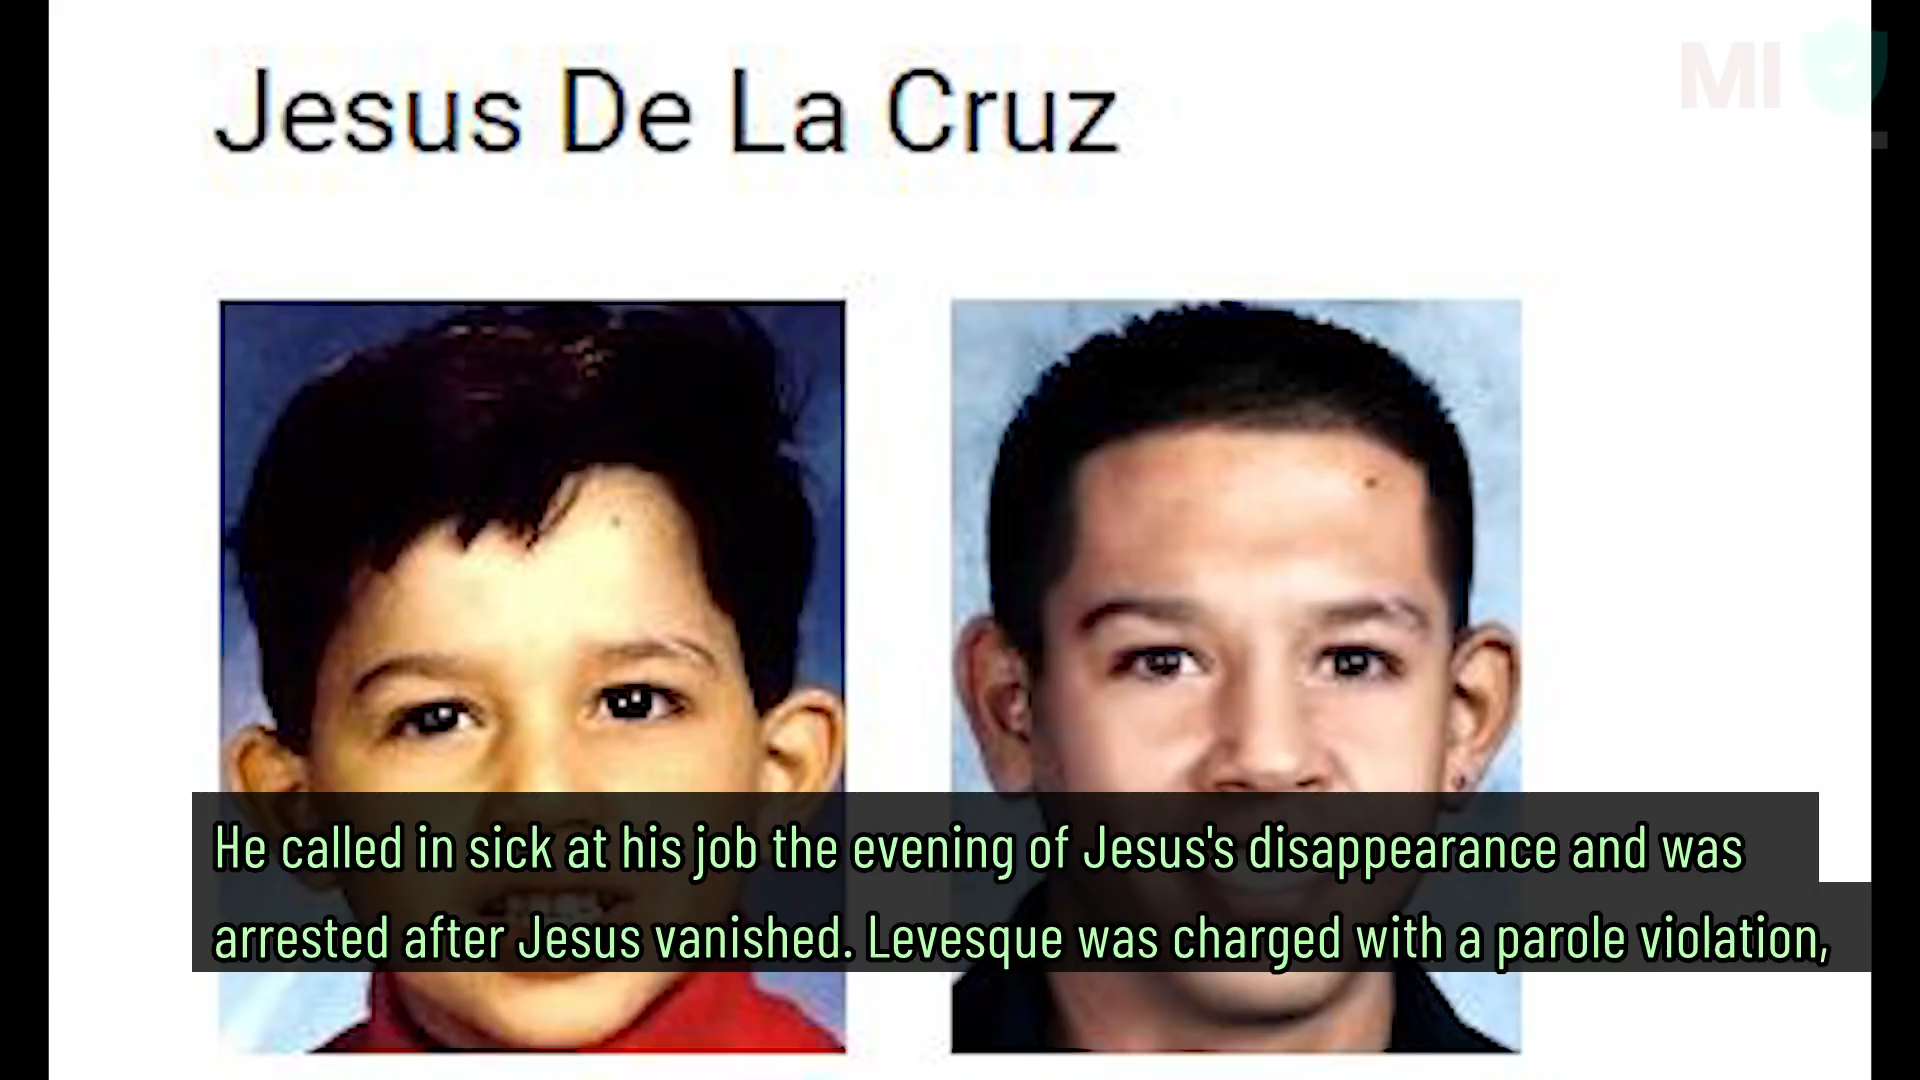 MI
Jesus De La Cruz
He called in sick at his job the evening of Jesus's disappearance and was
arrested after Jesus vanished. Levesque was charged with a parole violation,